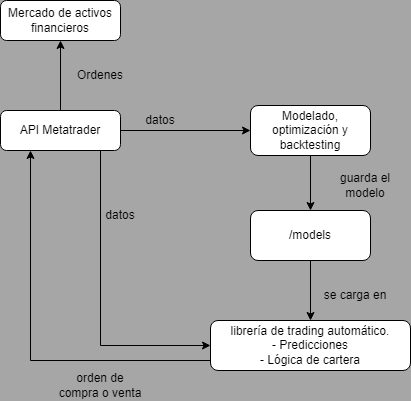 Mercado de activos
financieros
Ordenes
API Metatrader
datos
Modelado,
optimización y
backtesting
guarda el
modelo
datos
/models
se carga en
librería de trading automático.
- Predicciones
- Lógica de cartera
orden de
compra o venta